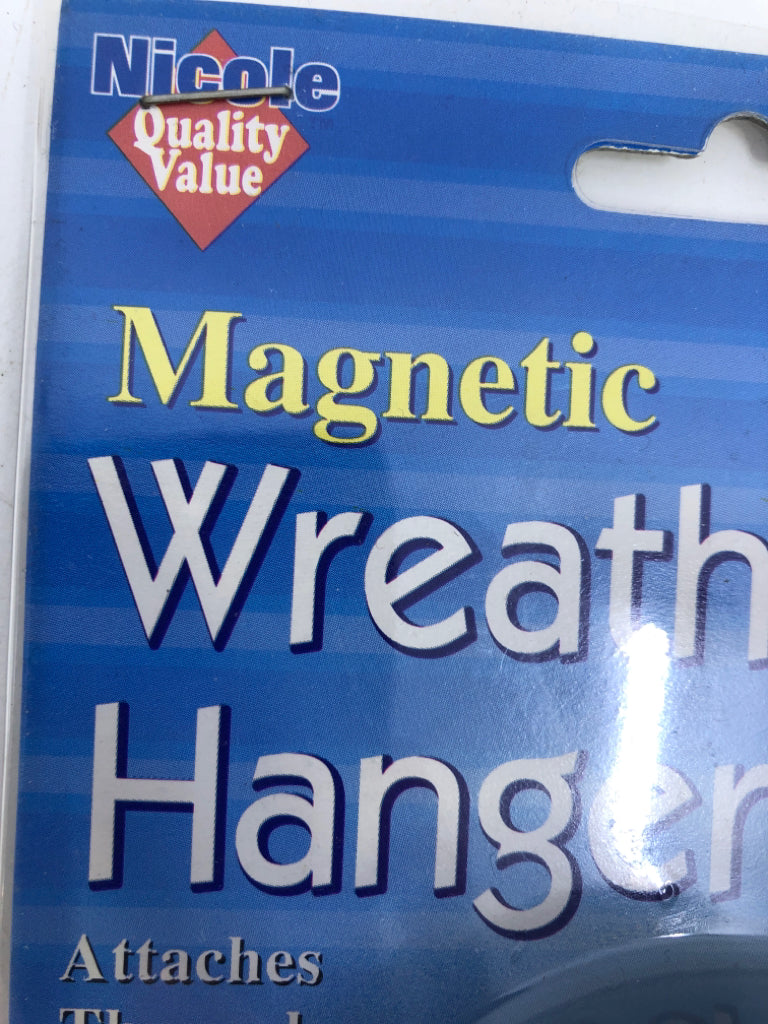 Nicole
Quality
Value
Magnetic
Wreath
Hanger
Attaches